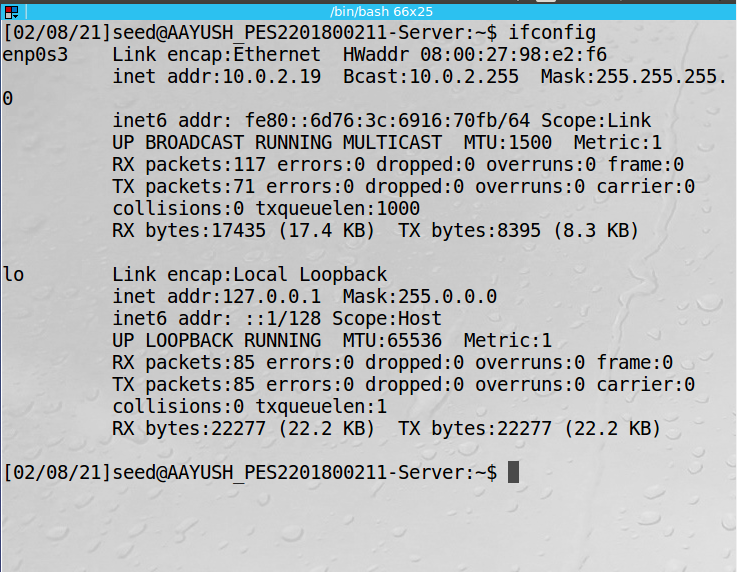 /bin/bash 66x25
[02/08/21]seed@AAYUSH_PES2201800211-Server:~$ ifconfig
enp0s3    Link encap:Ethernet  HWaddr 08:00:27:98:e2:f6
          inet addr:10.0.2.19  Bcast:10.0.2.255  Mask:255.255.255.
0
          inet6 addr: fe80::6d76:3c:6916:70fb/64 Scope:Link
          UP BROADCAST RUNNING MULTICAST  MTU:1500  Metric:1
          RX packets:117 errors:0 dropped:0 overruns:0 frame:0
          TX packets:71 errors:0 dropped:0 overruns:0 carrier:0
          collisions:0 txqueuelen:1000
          RX bytes:17435 (17.4 KB)  TX bytes:8395 (8.3 KB)

lo        Link encap:Local Loopback
          inet addr:127.0.0.1  Mask:255.0.0.0
          inet6 addr: ::1/128 Scope:Host
          UP LOOPBACK RUNNING  MTU:65536  Metric:1
          RX packets:85 errors:0 dropped:0 overruns:0 frame:0
          TX packets:85 errors:0 dropped:0 overruns:0 carrier:0
          collisions:0 txqueuelen:1
          RX bytes:22277 (22.2 KB)  TX bytes:22277 (22.2 KB)

[02/08/21]seed@AAYUSH_PES2201800211-Server:~$